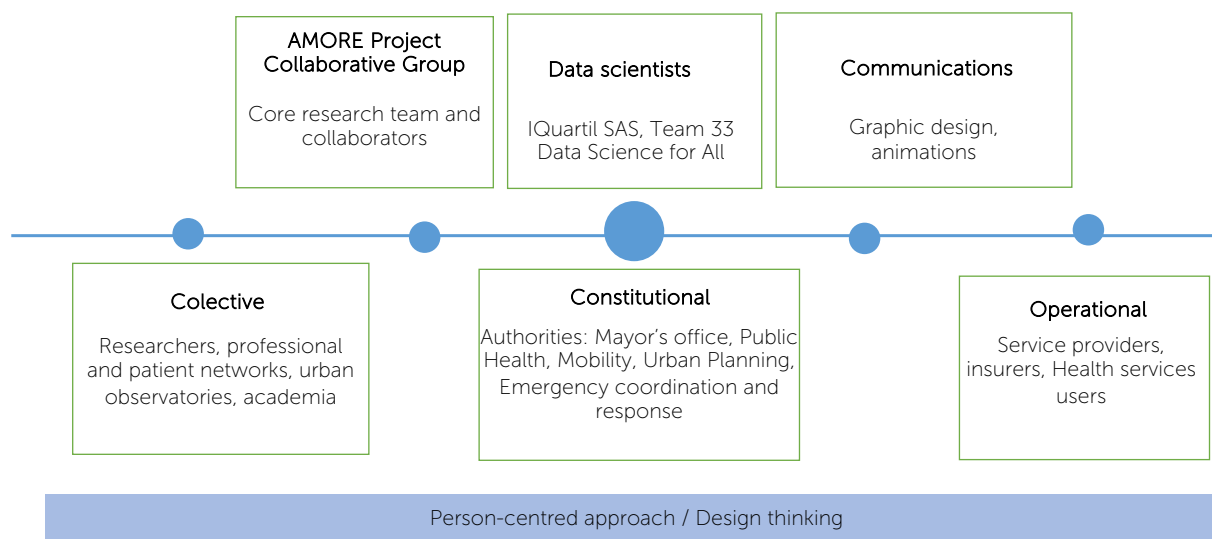 AMORE Project
Collaborative Group
Core research team and
collaborators
Data scientists
IQuartil SAS, Team 33
Data Science for All
Communications
Graphic design,
animations
Colective
Researchers, professional
and patient networks, urban
observatories, academia
Constitutional
Authorities: Mayor’s office, Public
Health, Mobility, Urban Planning,
Emergency coordination and
response
Operational
Service providers,
insurers, Health services
users
Person-centred approach / Design thinking